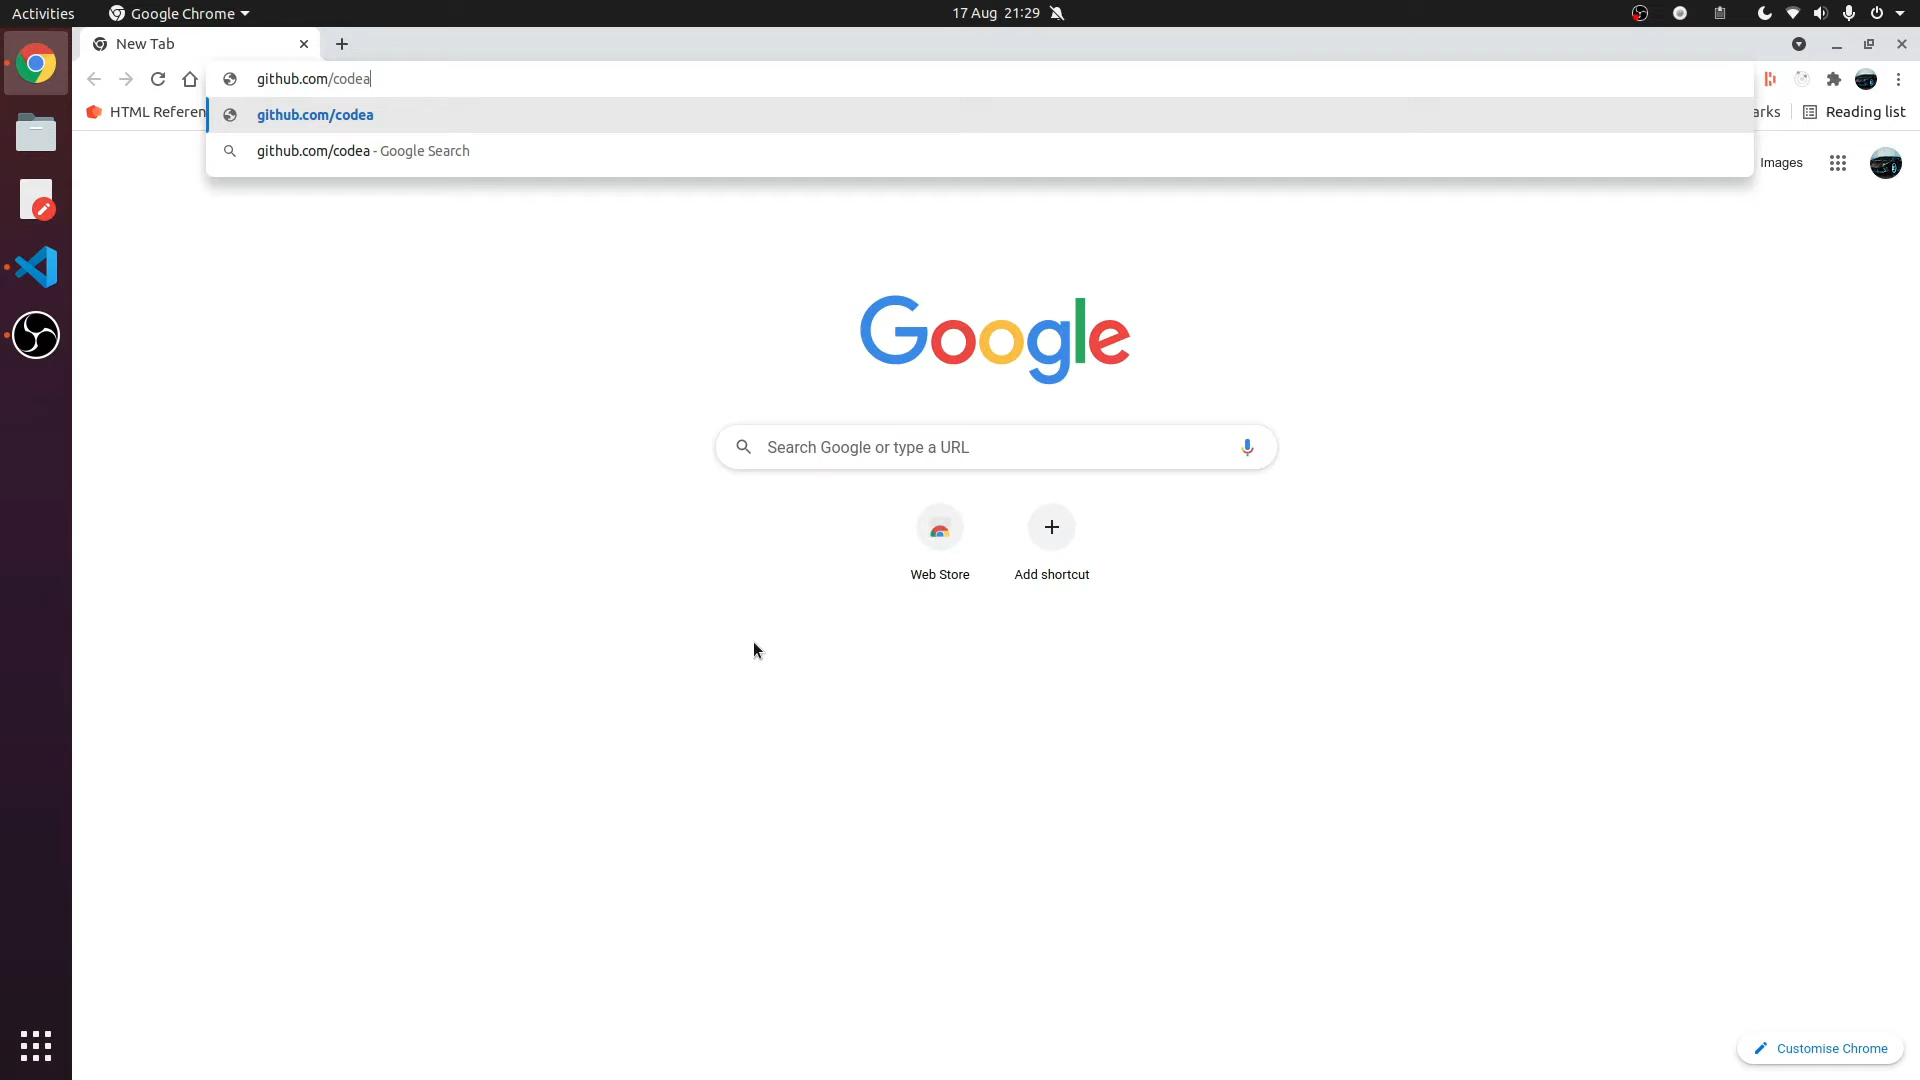 Activities
Google Chrome
17 Aug 21:29
New Tab
github.com/codea
HTML Referen
github.com/codea
arks
Reading list
github.com/codea - Google Search
Images
Google
Search Google or type a URL
Web Store
Add shortcut
Customise Chrome